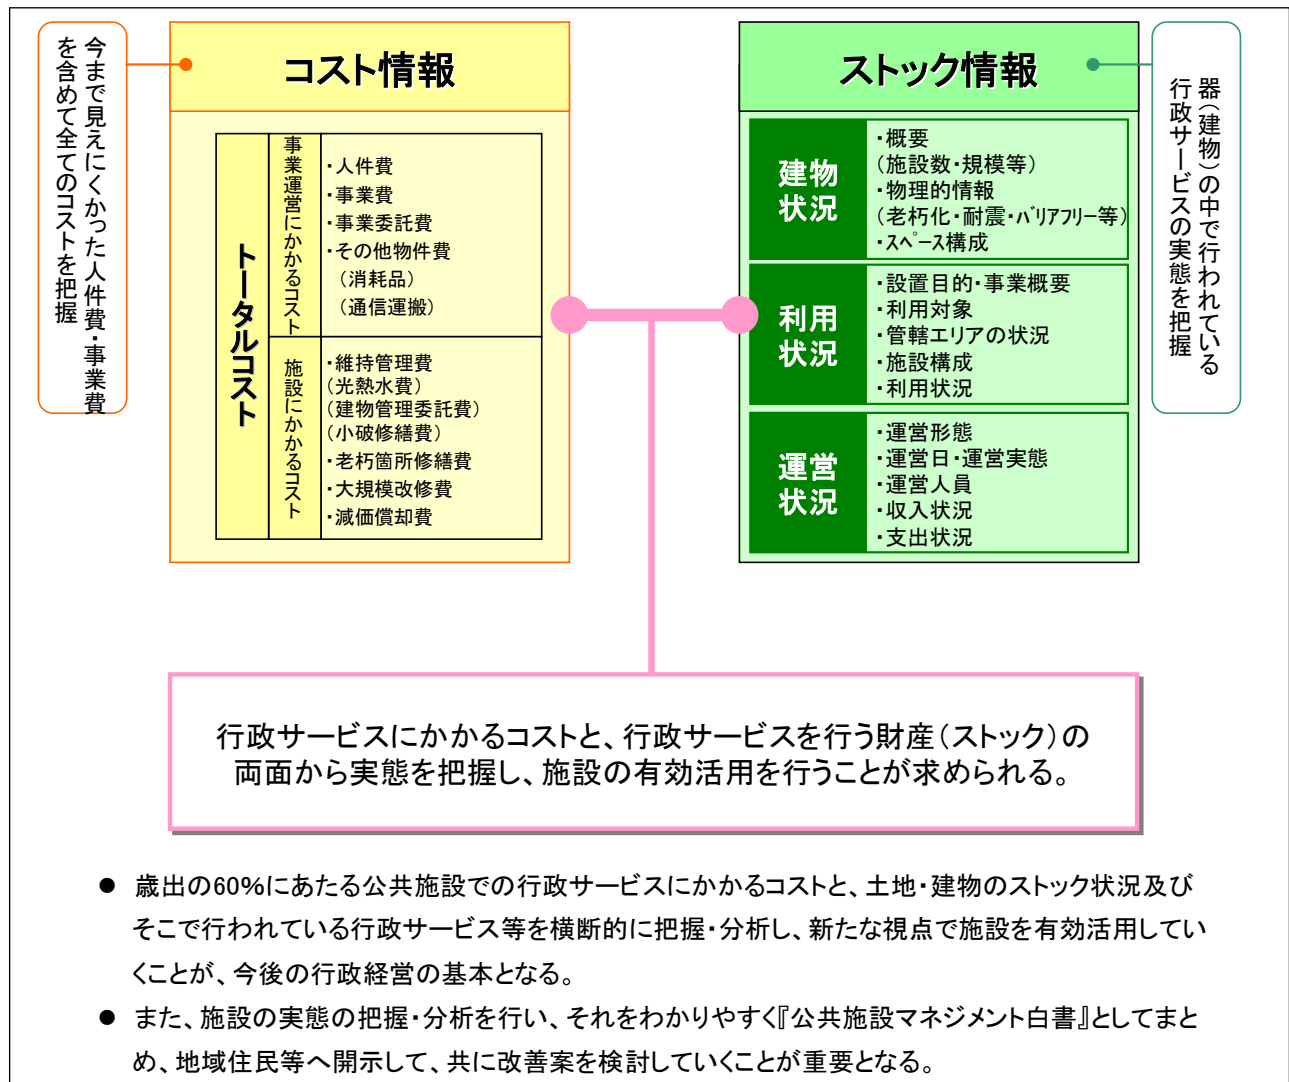 今まで見えにくかった人件費・事業費
を含めて全てのコストを把握
コスト情報
トータルコスト
事業運営にかかるコスト
・人件費
・事業費
・事業委託費
・その他物件費
（消耗品）
（通信運搬）
施設にかかるコスト
・維持管理費
（光熱水費）
（建物管理委託費）
（小破修繕費）
・老朽箇所修繕費
・大規模改修費
・減価償却費
ストック情報
建物
状況
・概要
（施設数・規模等）
・物理的情報
（老朽化・耐震・ﾊﾞﾘｱﾌﾘｰ等）
・ｽﾍﾟｰｽ構成
利用
状況
・設置目的・事業概要
・利用対象
・管轄エリアの状況
・施設構成
・利用状況
運営
状況
・運営形態
・運営日・運営実態
・運営人員
・収入状況
・支出状況
器（建物）の中で行われている
行政サービスの実態を把握
行政サービスにかかるコストと、行政サービスを行う財産（ストック）の
両面から実態を把握し、施設の有効活用を行うことが求められる。
● 歳出の60%にあたる公共施設での行政サービスにかかるコストと、土地・建物のストック状況及び
そこで行われている行政サービス等を横断的に把握・分析し、新たな視点で施設を有効活用してい
くことが、今後の行政経営の基本となる。
● また、施設の実態の把握・分析を行い、それをわかりやすく『公共施設マネジメント白書』としてまと
め、地域住民等へ開示して、共に改善案を検討していくことが重要となる。